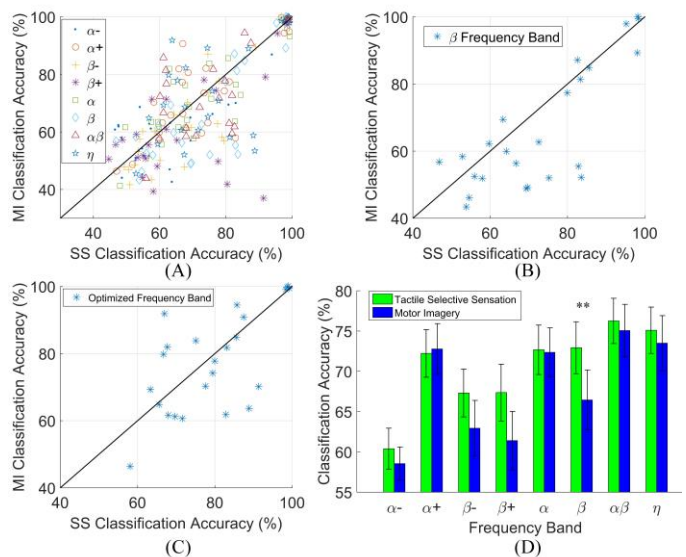 MI Classification Accuracy (%)
100
80
60
40
α-
α+
β-
β+
α
β
αβ
η
40 60 80 100
SS Classification Accuracy (%)
(A)
MI Classification Accuracy (%)
100
80
60
40
β Frequency Band
40 60 80 100
SS Classification Accuracy (%)
(B)
MI Classification Accuracy (%)
100
80
60
40
Optimized Frequency Band
40 60 80 100
SS Classification Accuracy (%)
(C)
Classification Accuracy (%)
80
75
70
65
60
55
Tactile Selective Sensation
Motor Imagery
**
α- α+ β- β+ α β αβ η
Frequency Band
(D)